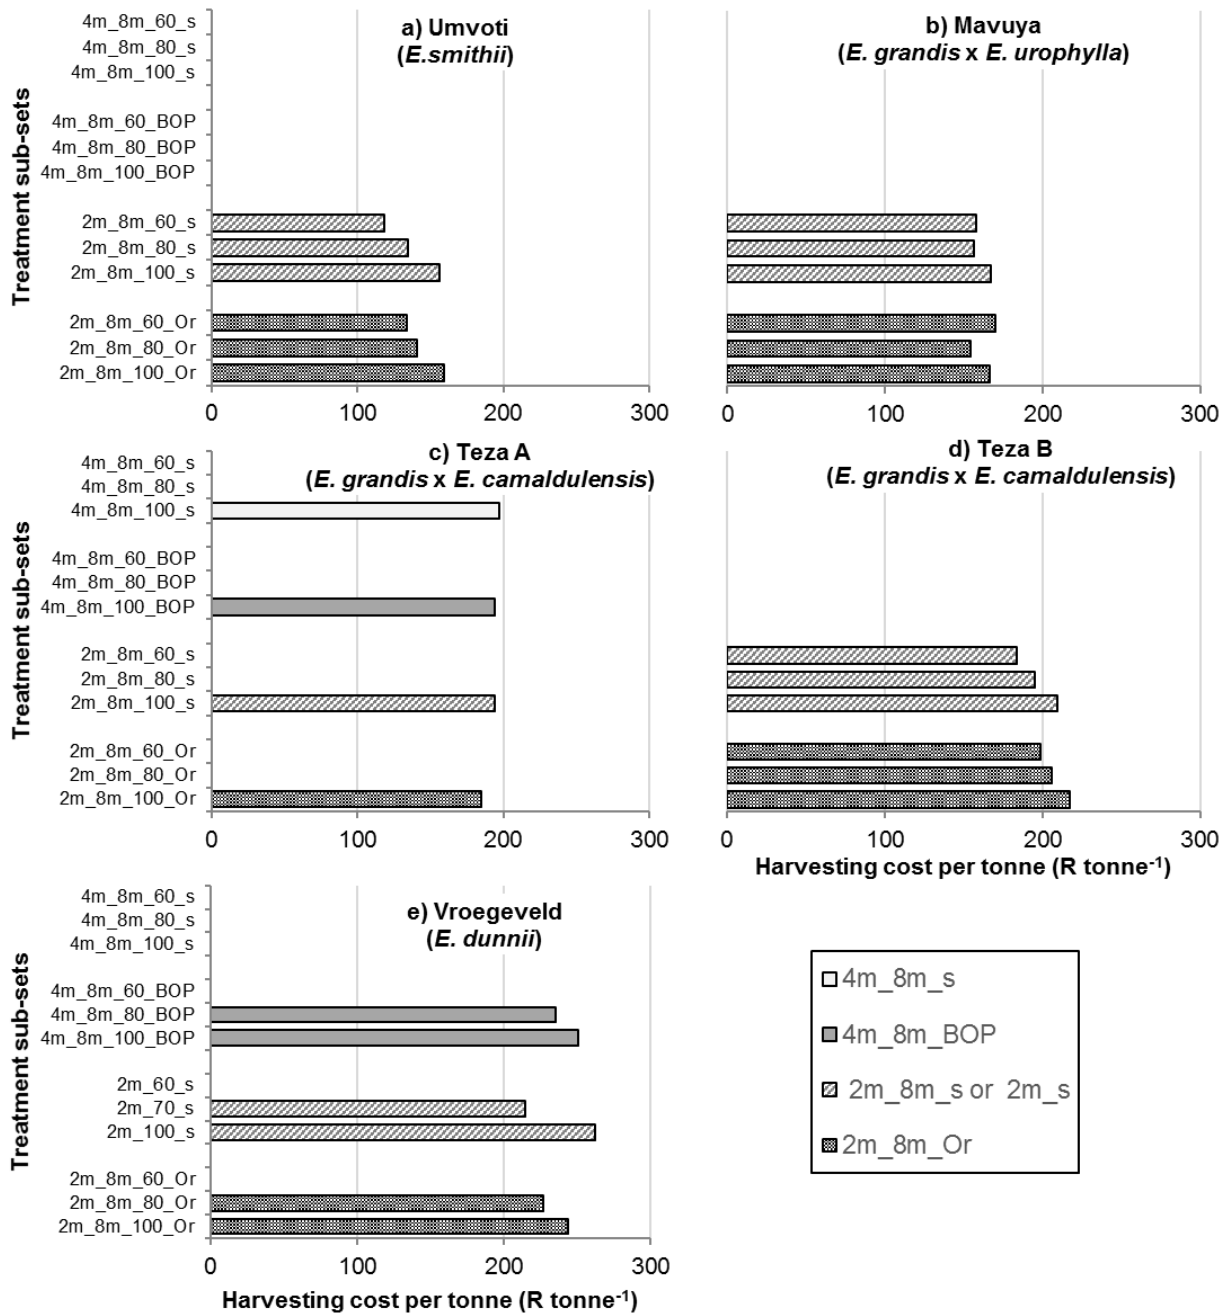 a) Umvoti
(E.smithii)
Treatment sub-sets
4m_8m_60_s
4m_8m_80_s
4m_8m_100_s
4m_8m_60_BOP
4m_8m_80_BOP
4m_8m_100_BOP
2m_8m_60_s
2m_8m_80_s
2m_8m_100_s
2m_8m_60_Or
2m_8m_80_Or
2m_8m_100_Or
0 100 200 300
b) Mavuya
(E. grandis x E. urophylla)
0 100 200 300
c) Teza A
(E. grandis x E. camaldulensis)
Treatment sub-sets
4m_8m_60_s
4m_8m_80_s
4m_8m_100_s
4m_8m_60_BOP
4m_8m_80_BOP
4m_8m_100_BOP
2m_8m_60_s
2m_8m_80_s
2m_8m_100_s
2m_8m_60_Or
2m_8m_80_Or
2m_8m_100_Or
0 100 200 300
d) Teza B
(E. grandis x E. camaldulensis)
0 100 200 300
Harvesting cost per tonne (R tonne⁻¹)
e) Vroegeveld
(E. dunnii)
Treatment sub-sets
4m_8m_60_s
4m_8m_80_s
4m_8m_100_s
4m_8m_60_BOP
4m_8m_80_BOP
4m_8m_100_BOP
2m_60_s
2m_70_s
2m_100_s
2m_8m_60_Or
2m_8m_80_Or
2m_8m_100_Or
0 100 200 300
Harvesting cost per tonne (R tonne⁻¹)
4m_8m_s
4m_8m_BOP
2m_8m_s or 2m_s
2m_8m_Or